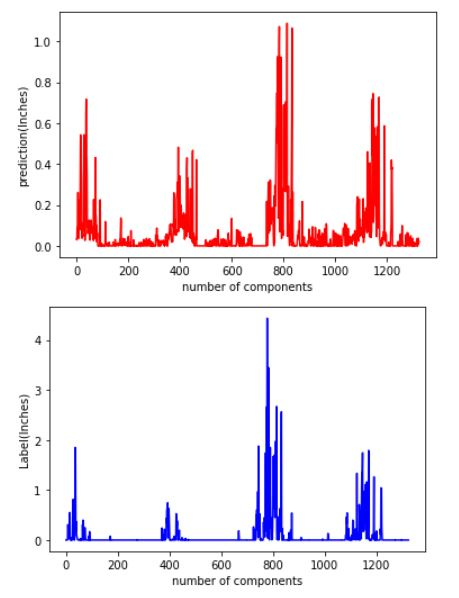 prediction(Inches)
1.0
0.8
0.6
0.4
0.2
0.0
0 200 400 600 800 1000 1200
number of components
Label(Inches)
4
3
2
1
0
0 200 400 600 800 1000 1200
number of components